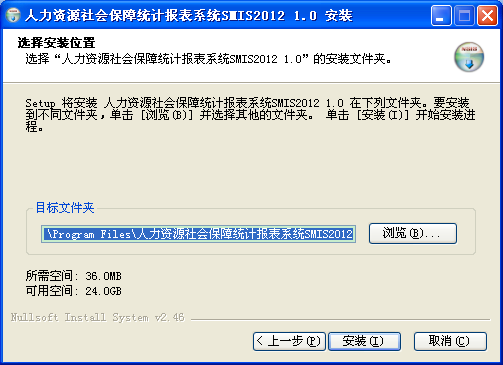 人力资源社会保障统计报表系统SMIS2012 1.0 安装
选择安装位置
选择“人力资源社会保障统计报表系统SMIS2012 1.0”的安装文件夹。
Setup 将安装 人力资源社会保障统计报表系统SMIS2012 1.0 在下列文件夹。要安装
到不同文件夹，单击 [浏览(B)] 并选择其他的文件夹。 单击 [安装(I)] 开始安装进
程。
目标文件夹
\Program Files\人力资源社会保障统计报表系统SMIS2012
浏览(B)...
所需空间: 36.0MB
可用空间: 24.0GB
Nullsoft Install System v2.46
< 上一步(P)
安装(I)
取消(C)